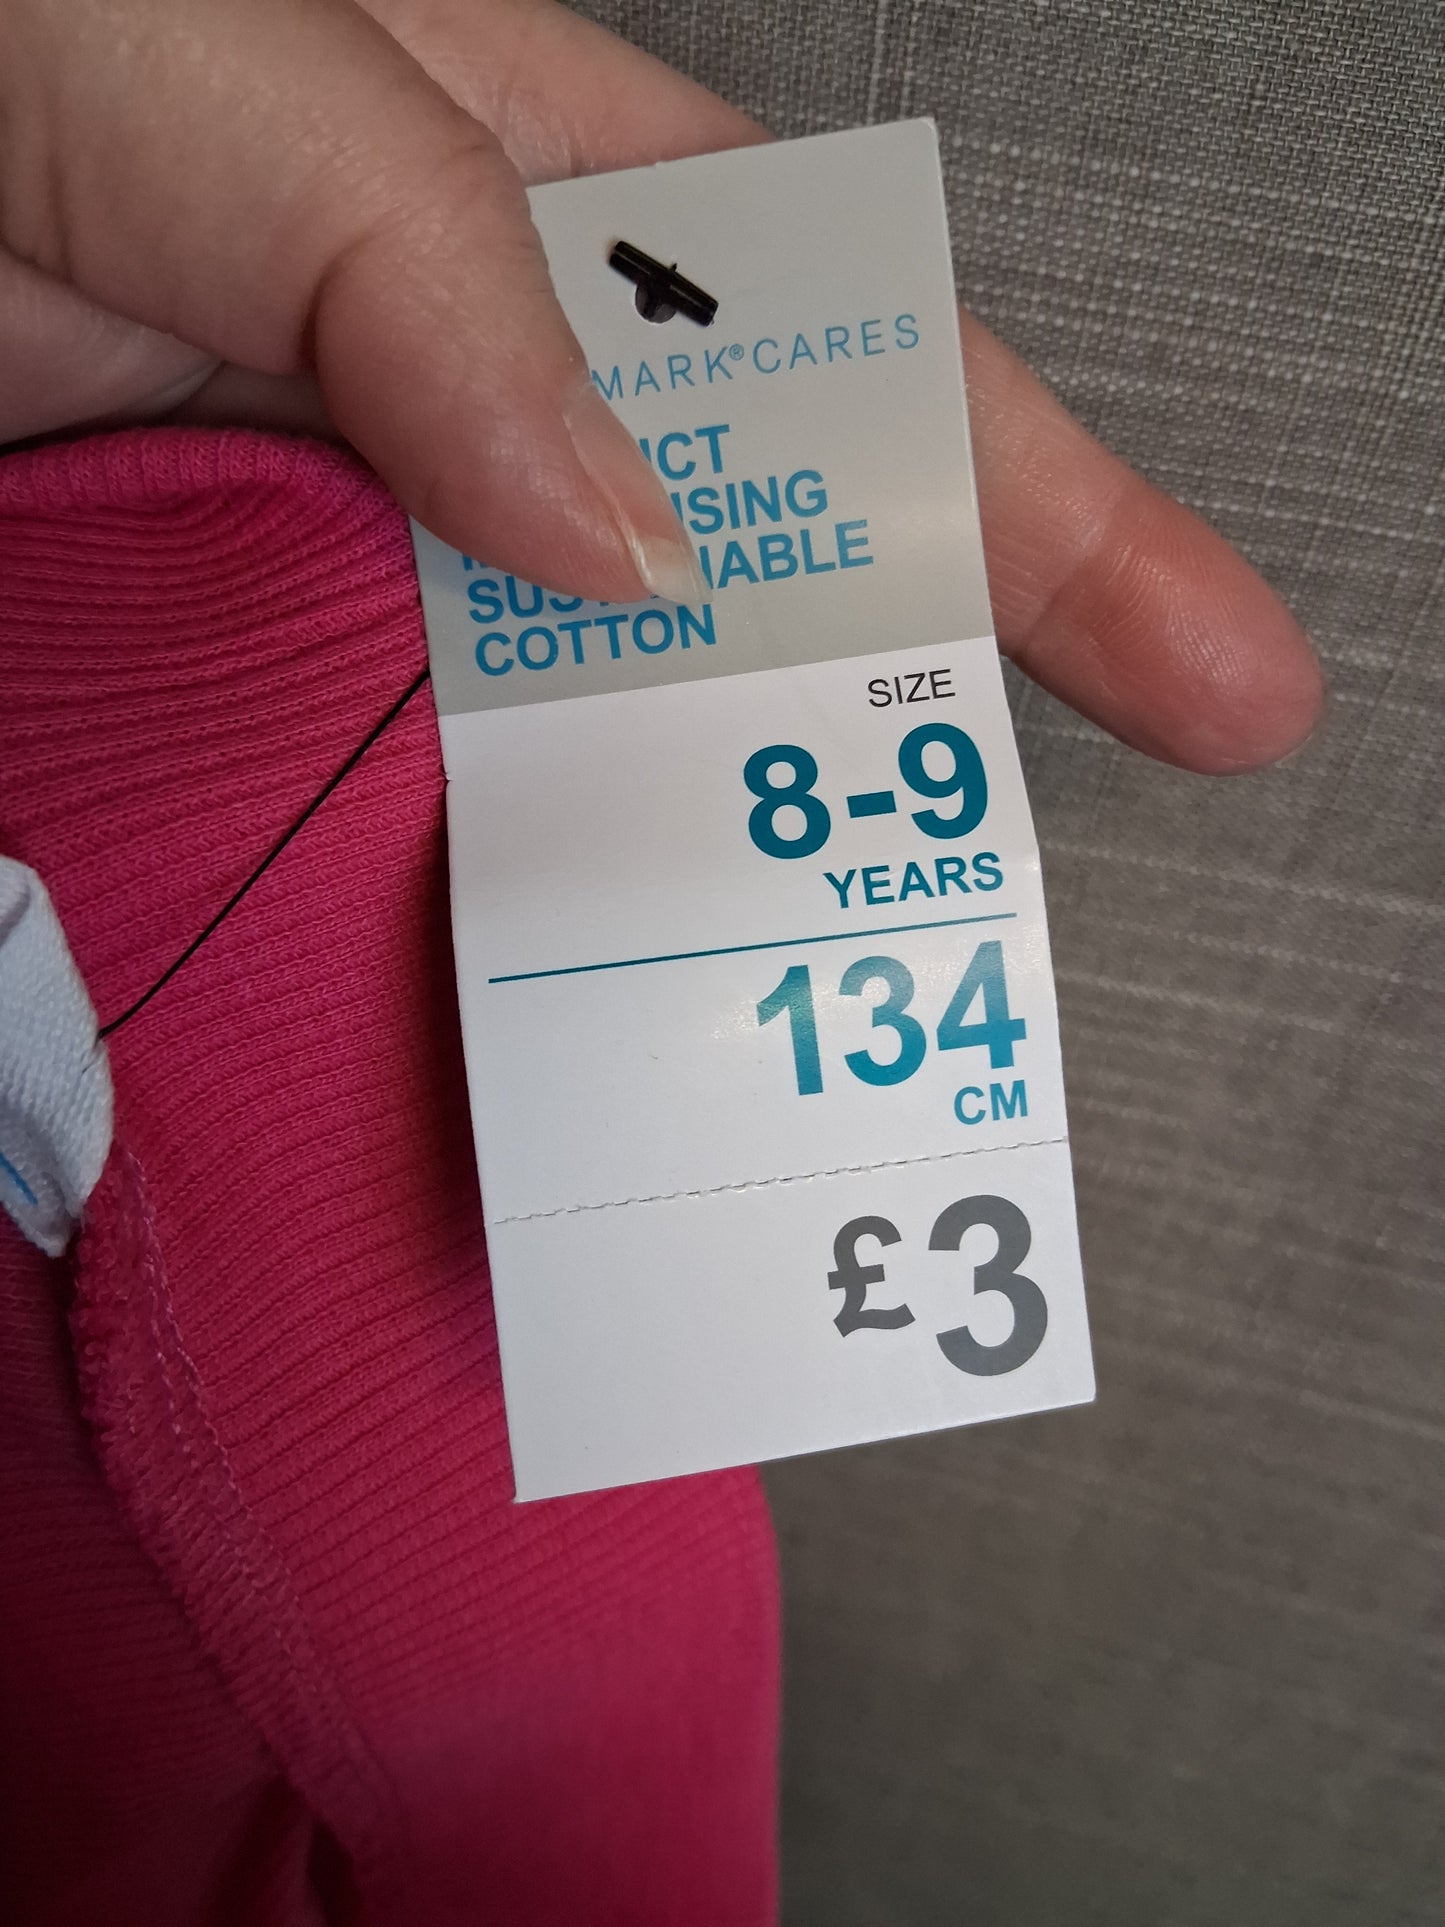 MARK® CARES
COTTON
SIZE
8-9
YEARS
134
CM
£3